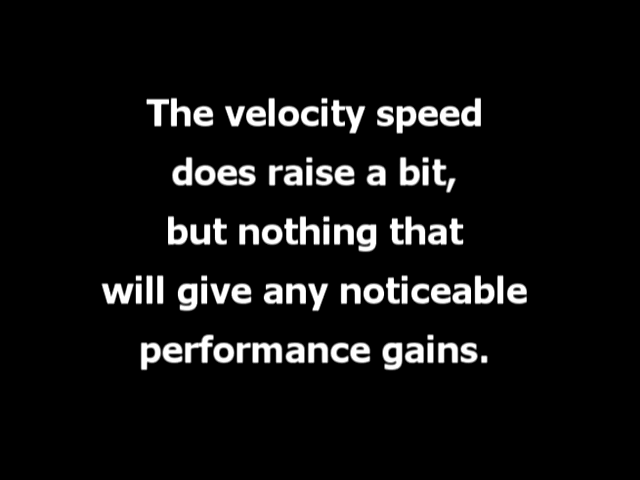 The velocity speed
does raise a bit,
but nothing that
will give any noticeable
performance gains.